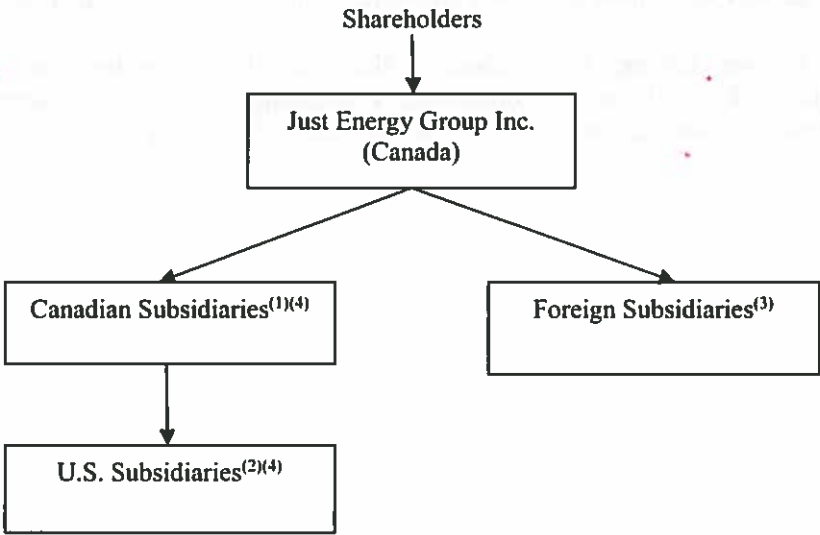 Shareholders
Just Energy Group Inc.
(Canada)
Canadian Subsidiaries(1)(4)
Foreign Subsidiaries(3)
U.S. Subsidiaries(2)(4)